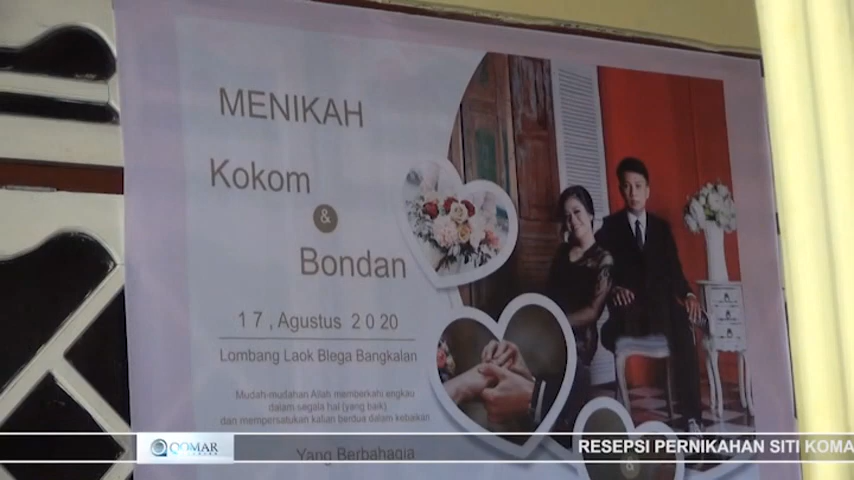 MENIKAH
Kokom
&
Bondan
17, Agustus 2020
Lombang Laok Blega Bangkalan
Mudah-mudahan Allah memberkahi engkau
dalam segala hal (yang baik)
dan mempersatukan kalian berdua dalam kebaikan
Yang Berbahagia
&
QOMAR
RESEPSI PERNIKAHAN SITI KOMA